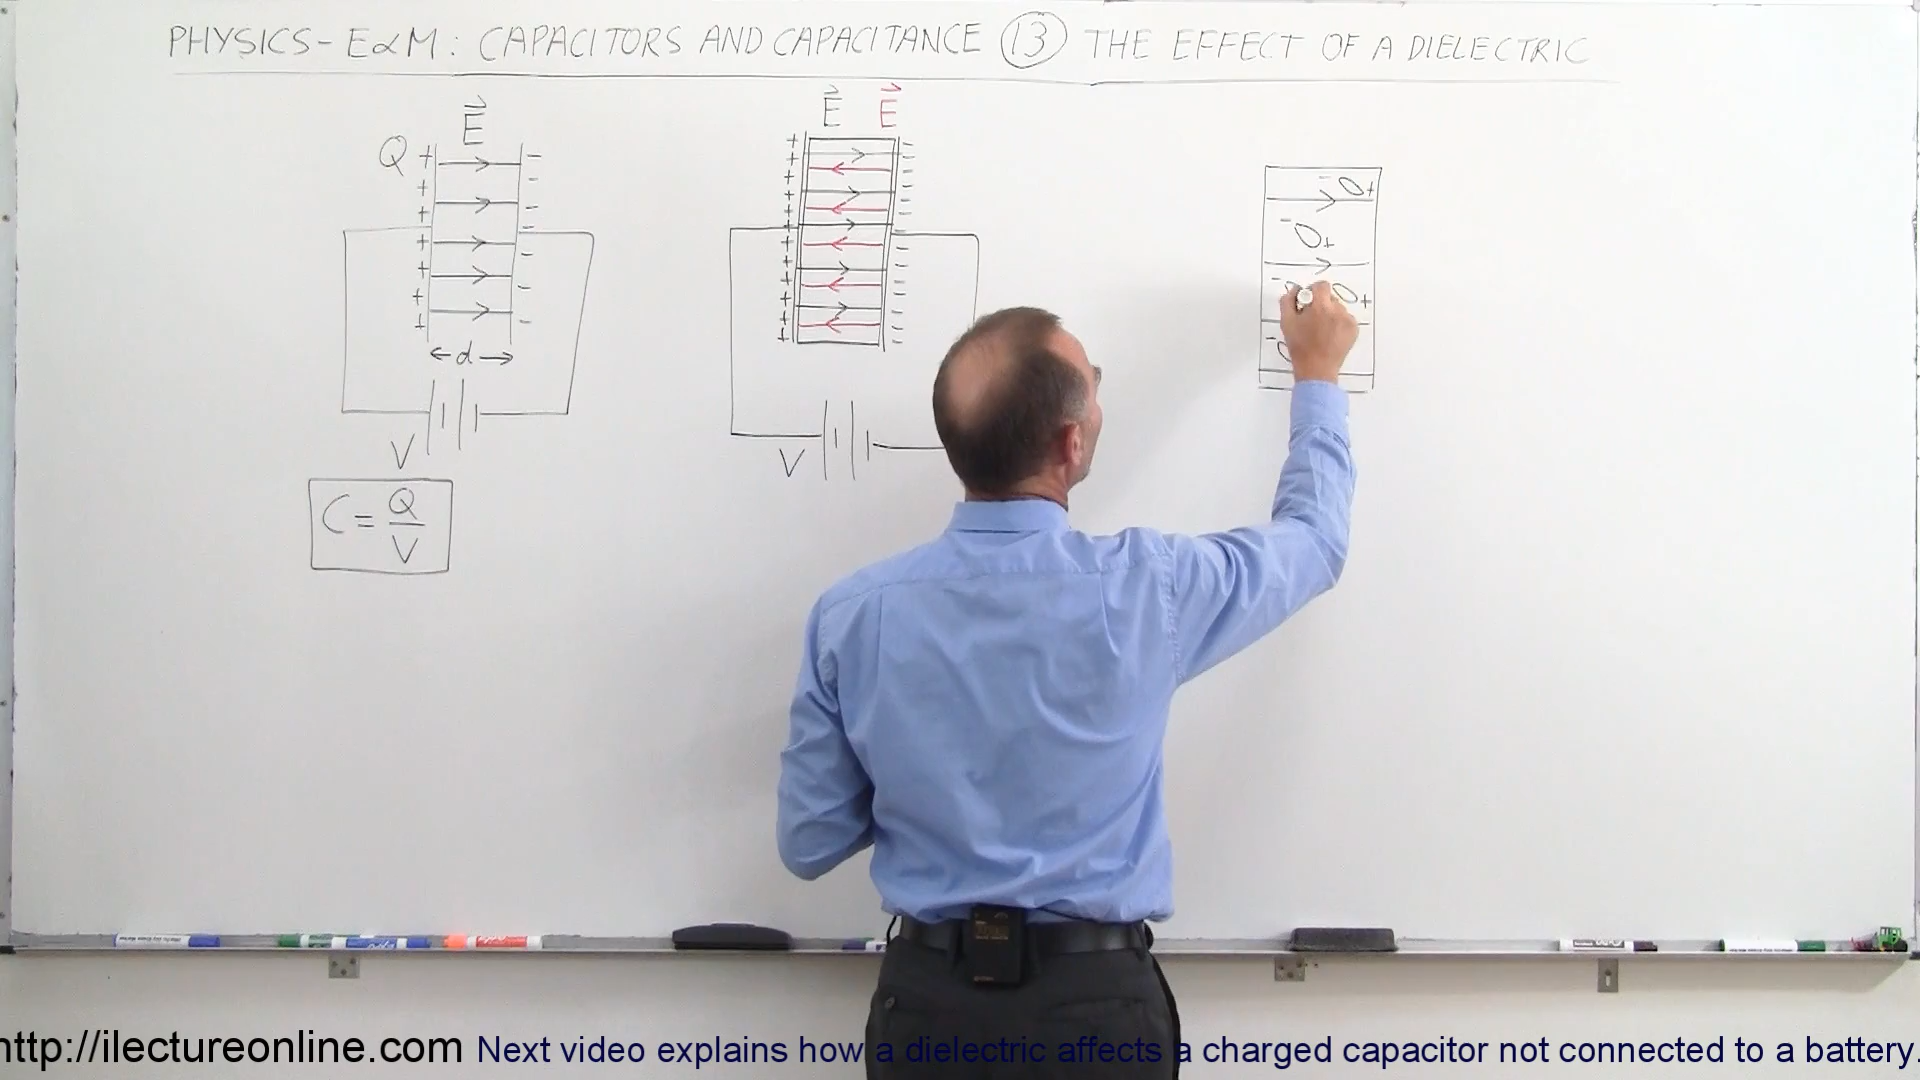 PHYSICS - E&M: CAPACITORS AND CAPACITANCE 13 THE EFFECT OF A DIELECTRIC
E
E E
Q
d
V
V
C = Q/V
http://ilectureonline.com Next video explains how a dielectric affects a charged capacitor not connected to a battery.